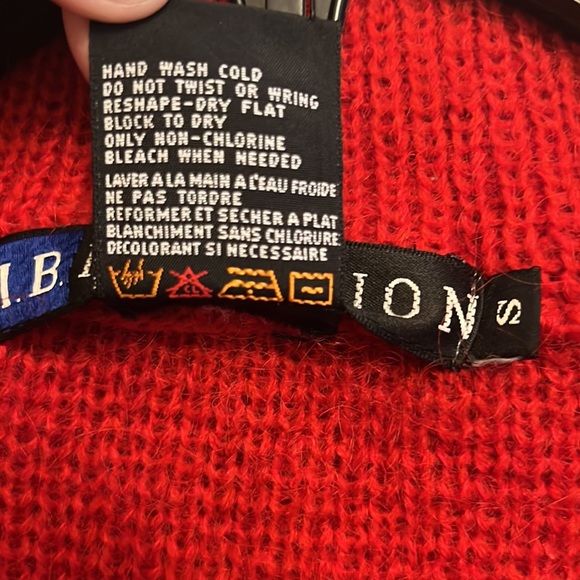 HAND WASH COLD
DO NOT TWIST OR WRING
RESHAPE-DRY FLAT
BLOCK TO DRY
ONLY NON-CHLORINE
BLEACH WHEN NEEDED
LAVER A LA MAIN A L'EAU FROIDE
NE PAS TORDRE
REFORMER ET SECHER A PLAT
BLANCHIMENT SANS CHLORURE
DECOLORANT SI NECESSAIRE
CL
I.B. ION S